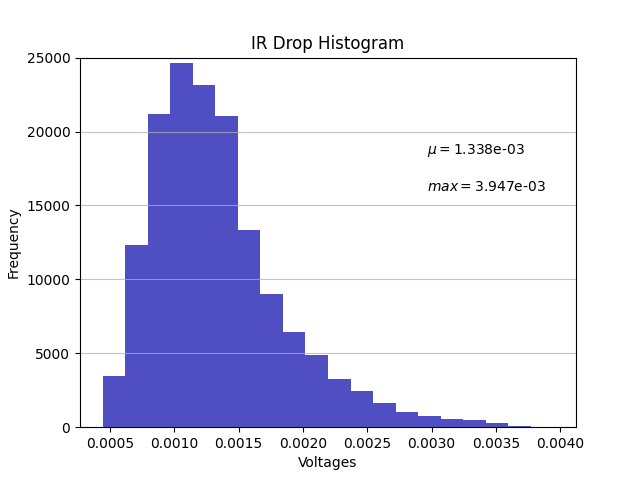 IR Drop Histogram
25000
20000
15000
10000
5000
0
Frequency
μ = 1.338e-03
max = 3.947e-03
0.0005 0.0010 0.0015 0.0020 0.0025 0.0030 0.0035 0.0040
Voltages